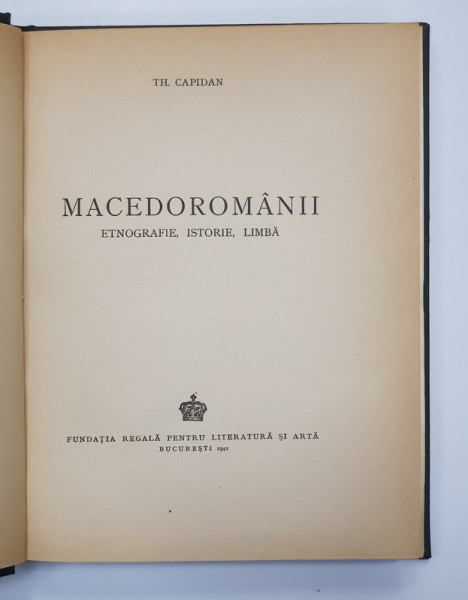 TH. CAPIDAN
MACEDOROMÂNII
ETNOGRAFIE, ISTORIE, LIMBĂ
FUNDAȚIA REGALĂ PENTRU LITERATURĂ ȘI ARTĂ
BUCUREȘTI 1942